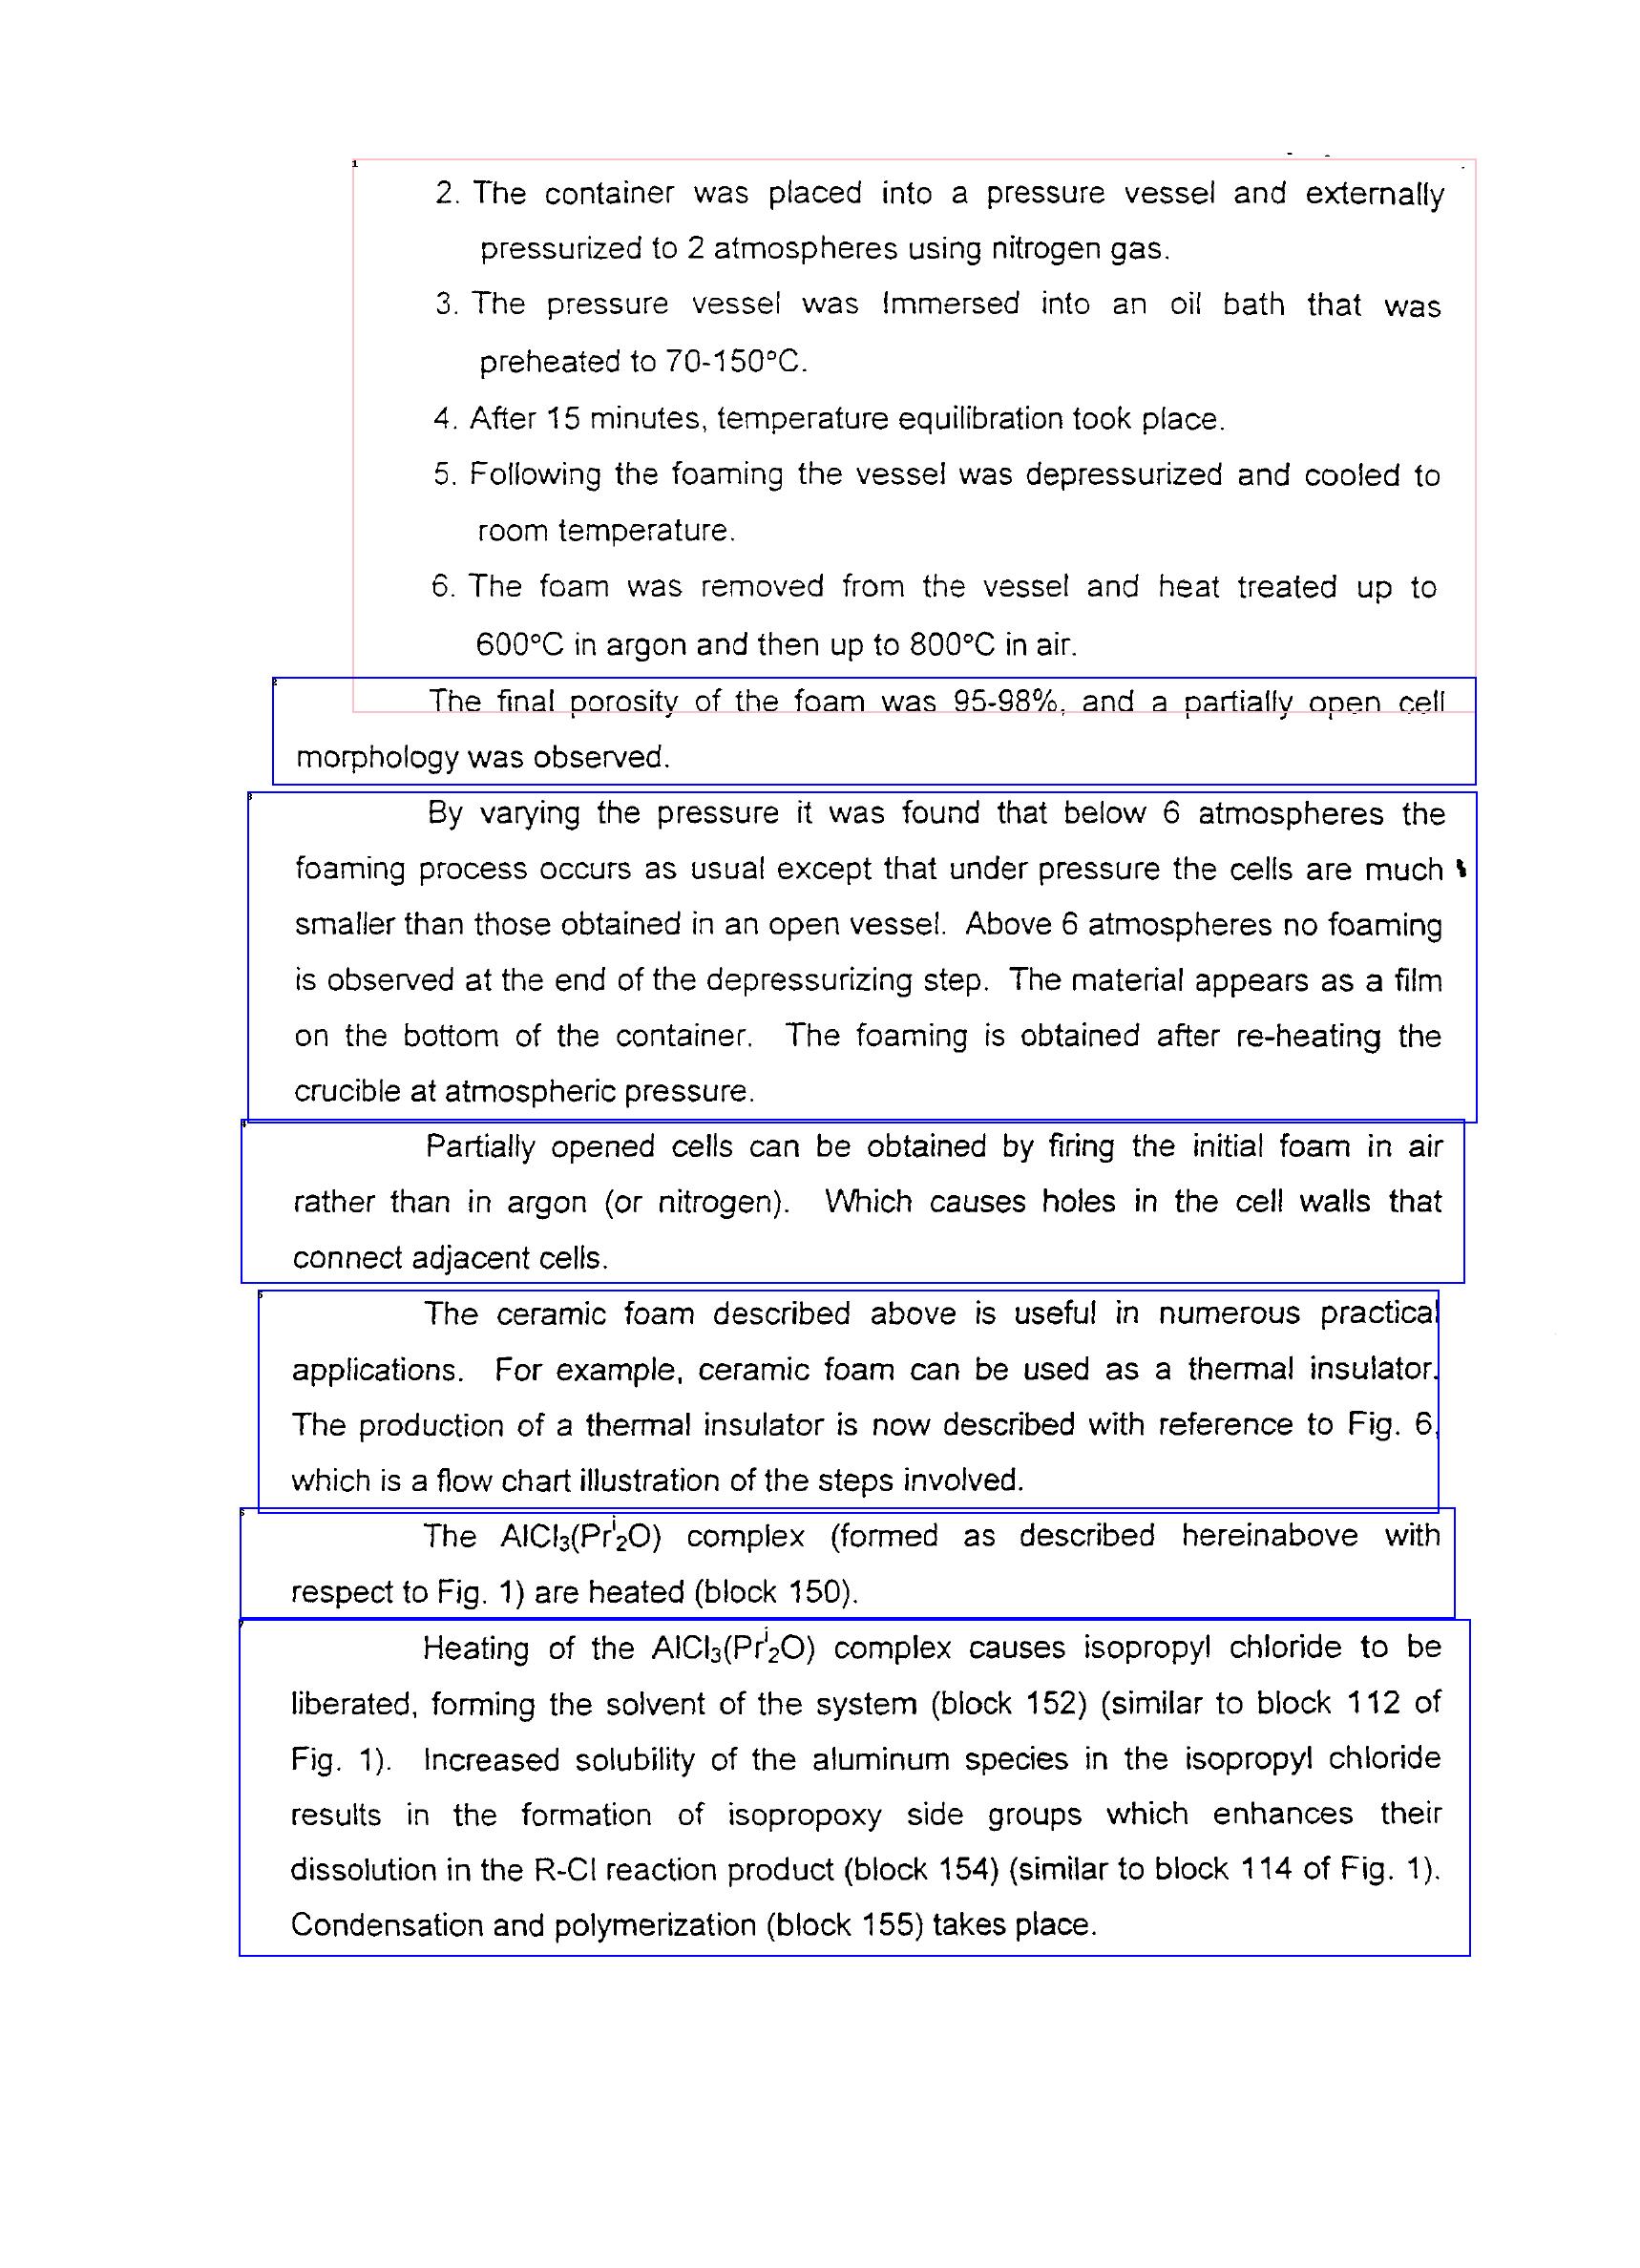 2. The container was placed into a pressure vessel and externally
pressurized to 2 atmospheres using nitrogen gas.
3. The pressure vessel was Immersed into an oil bath that was
preheated to 70-150°C.
4. After 15 minutes, temperature equilibration took place.
5. Following the foaming the vessel was depressurized and cooled to
room temperature.
6. The foam was removed from the vessel and heat treated up to
600°C in argon and then up to 800°C in air.
The final porosity of the foam was 95-98%, and a partially open cell
morphology was observed.
By varying the pressure it was found that below 6 atmospheres the
foaming process occurs as usual except that under pressure the cells are much
smaller than those obtained in an open vessel. Above 6 atmospheres no foaming
is observed at the end of the depressurizing step. The material appears as a film
on the bottom of the container. The foaming is obtained after re-heating the
crucible at atmospheric pressure.
Partially opened cells can be obtained by firing the initial foam in air
rather than in argon (or nitrogen). Which causes holes in the cell walls that
connect adjacent cells.
The ceramic foam described above is useful in numerous practical
applications. For example, ceramic foam can be used as a thermal insulator.
The production of a thermal insulator is now described with reference to Fig. 6,
which is a flow chart illustration of the steps involved.
The AlCl₃(Prⁱ₂O) complex (formed as described hereinabove with
respect to Fig. 1) are heated (block 150).
Heating of the AlCl₃(Prⁱ₂O) complex causes isopropyl chloride to be
liberated, forming the solvent of the system (block 152) (similar to block 112 of
Fig. 1). Increased solubility of the aluminum species in the isopropyl chloride
results in the formation of isopropoxy side groups which enhances their
dissolution in the R-Cl reaction product (block 154) (similar to block 114 of Fig. 1).
Condensation and polymerization (block 155) takes place.